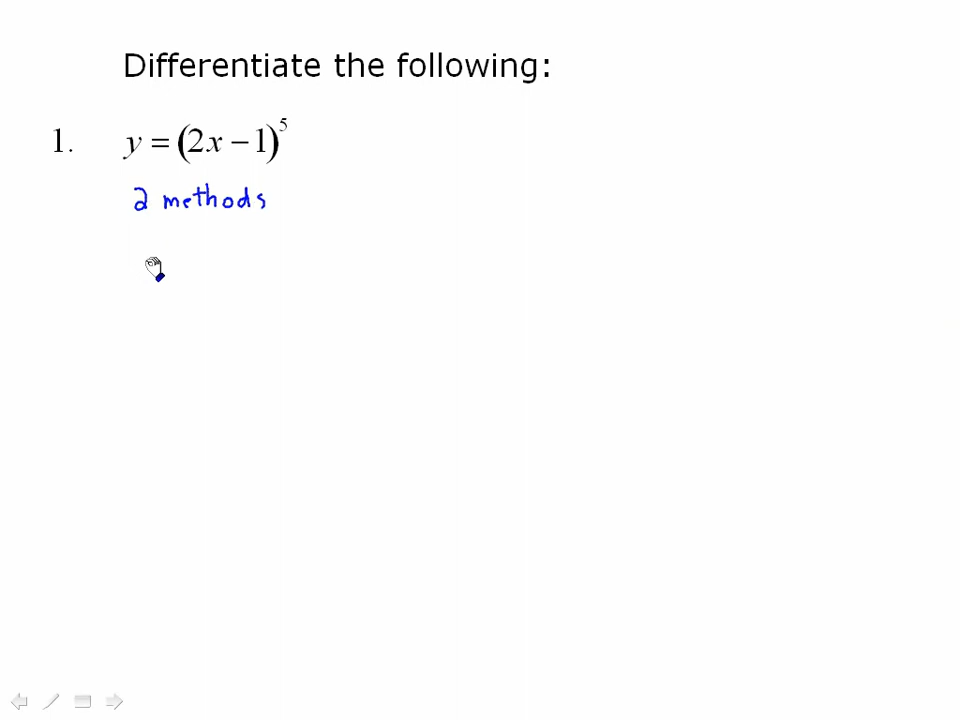 Differentiate the following:
1. y = (2x − 1)⁵
2 methods